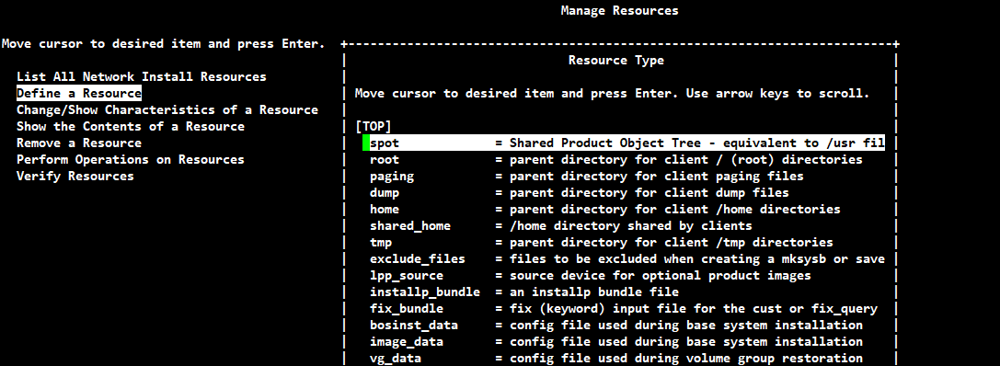 Manage Resources
Move cursor to desired item and press Enter.
List All Network Install Resources
Define a Resource
Change/Show Characteristics of a Resource
Show the Contents of a Resource
Remove a Resource
Perform Operations on Resources
Verify Resources
Resource Type
Move cursor to desired item and press Enter. Use arrow keys to scroll.
[TOP]
spot = Shared Product Object Tree - equivalent to /usr fil
root = parent directory for client / (root) directories
paging = parent directory for client paging files
dump = parent directory for client dump files
home = parent directory for client /home directories
shared_home = /home directory shared by clients
tmp = parent directory for client /tmp directories
exclude_files = files to be excluded when creating a mksysb or save
lpp_source = source device for optional product images
installp_bundle = an installp bundle file
fix_bundle = fix (keyword) input file for the cust or fix_query
bosinst_data = config file used during base system installation
image_data = config file used during base system installation
vg_data = config file used during volume group restoration